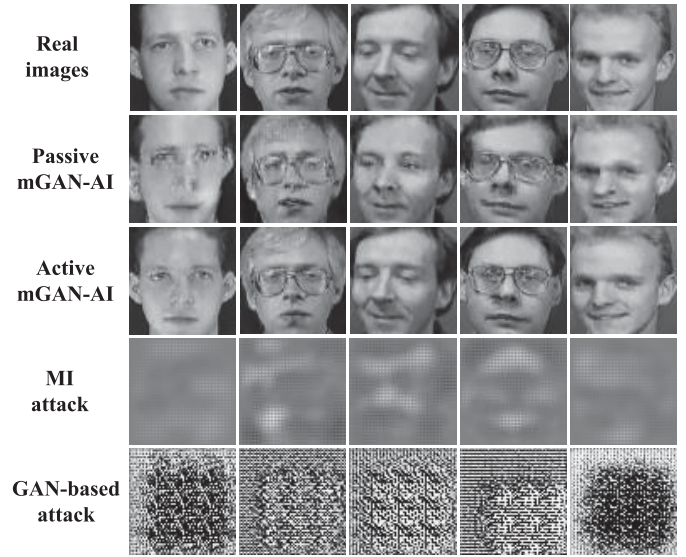 Real
images
Passive
mGAN-AI
Active
mGAN-AI
MI
attack
GAN-based
attack